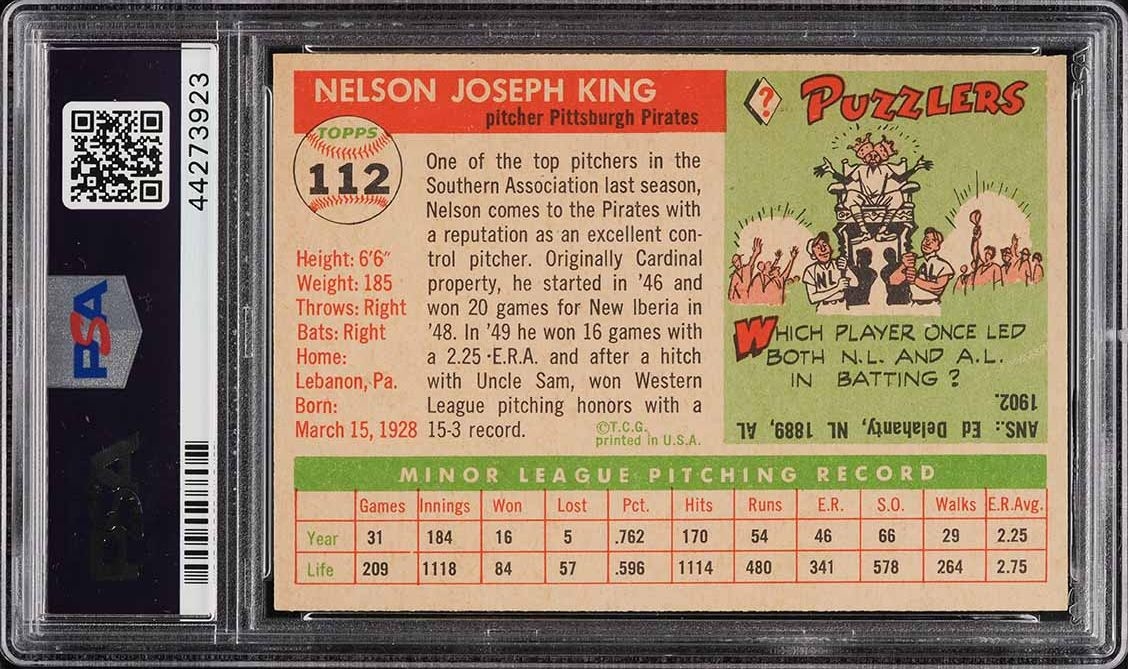 44273923
PSA
PSA
NELSON JOSEPH KING
pitcher Pittsburgh Pirates
TOPPS
112
One of the top pitchers in the
Southern Association last season,
Nelson comes to the Pirates with
a reputation as an excellent con-
trol pitcher. Originally Cardinal
property, he started in '46 and
won 20 games for New Iberia in
'48. In '49 he won 16 games with
a 2.25 E.R.A. and after a hitch
with Uncle Sam, won Western
League pitching honors with a
15-3 record.
©T.C.G.
printed in U.S.A.
Height: 6'6"
Weight: 185
Throws: Right
Bats: Right
Home:
Lebanon, Pa.
Born:
March 15, 1928
?
PUZZLERS
NL
AL
WHICH PLAYER ONCE LED
BOTH N.L. AND A.L.
IN BATTING?
ANS.: Ed Delahanty, NL 1889, AL
1902.
MINOR LEAGUE PITCHING RECORD
Games Innings Won Lost Pct. Hits Runs E.R. S.O. Walks E.R.Avg.
Year 31 184 16 5 .762 170 54 46 66 29 2.25
Life 209 1118 84 57 .596 1114 480 341 578 264 2.75